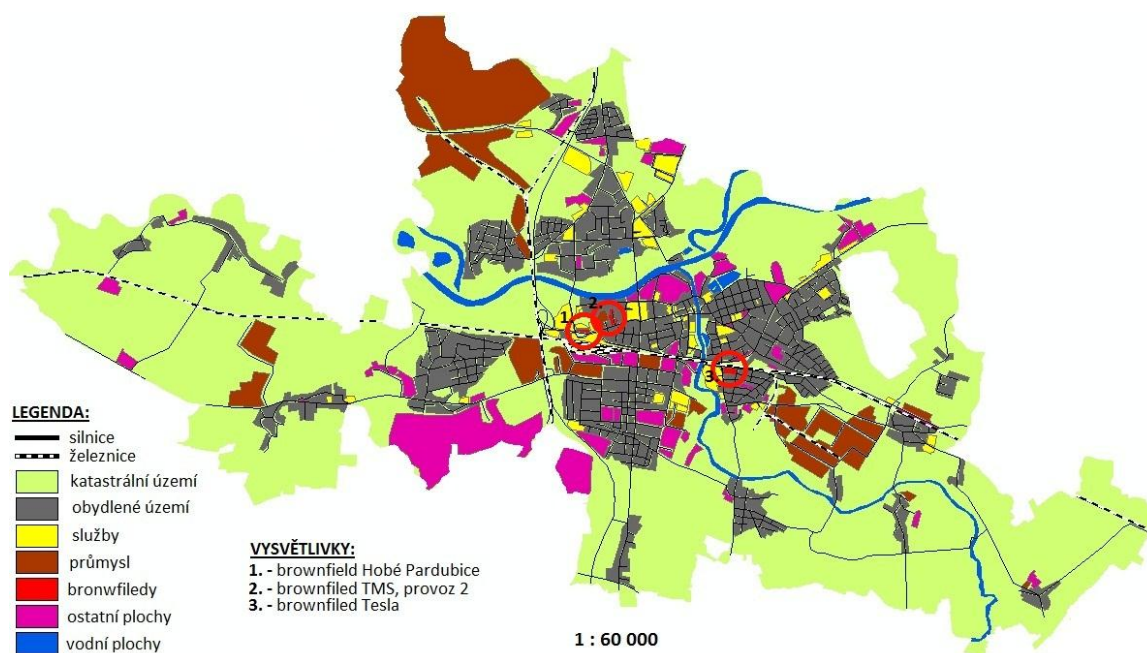 1.
2.
3.
LEGENDA:
silnice
železnice
katastrální území
obydlené území
služby
průmysl
bronwfiledy
ostatní plochy
vodní plochy
VYSVĚTLIVKY:
1. - brownfield Hobé Pardubice
2. - brownfiled TMS, provoz 2
3. - brownfiled Tesla
1 : 60 000